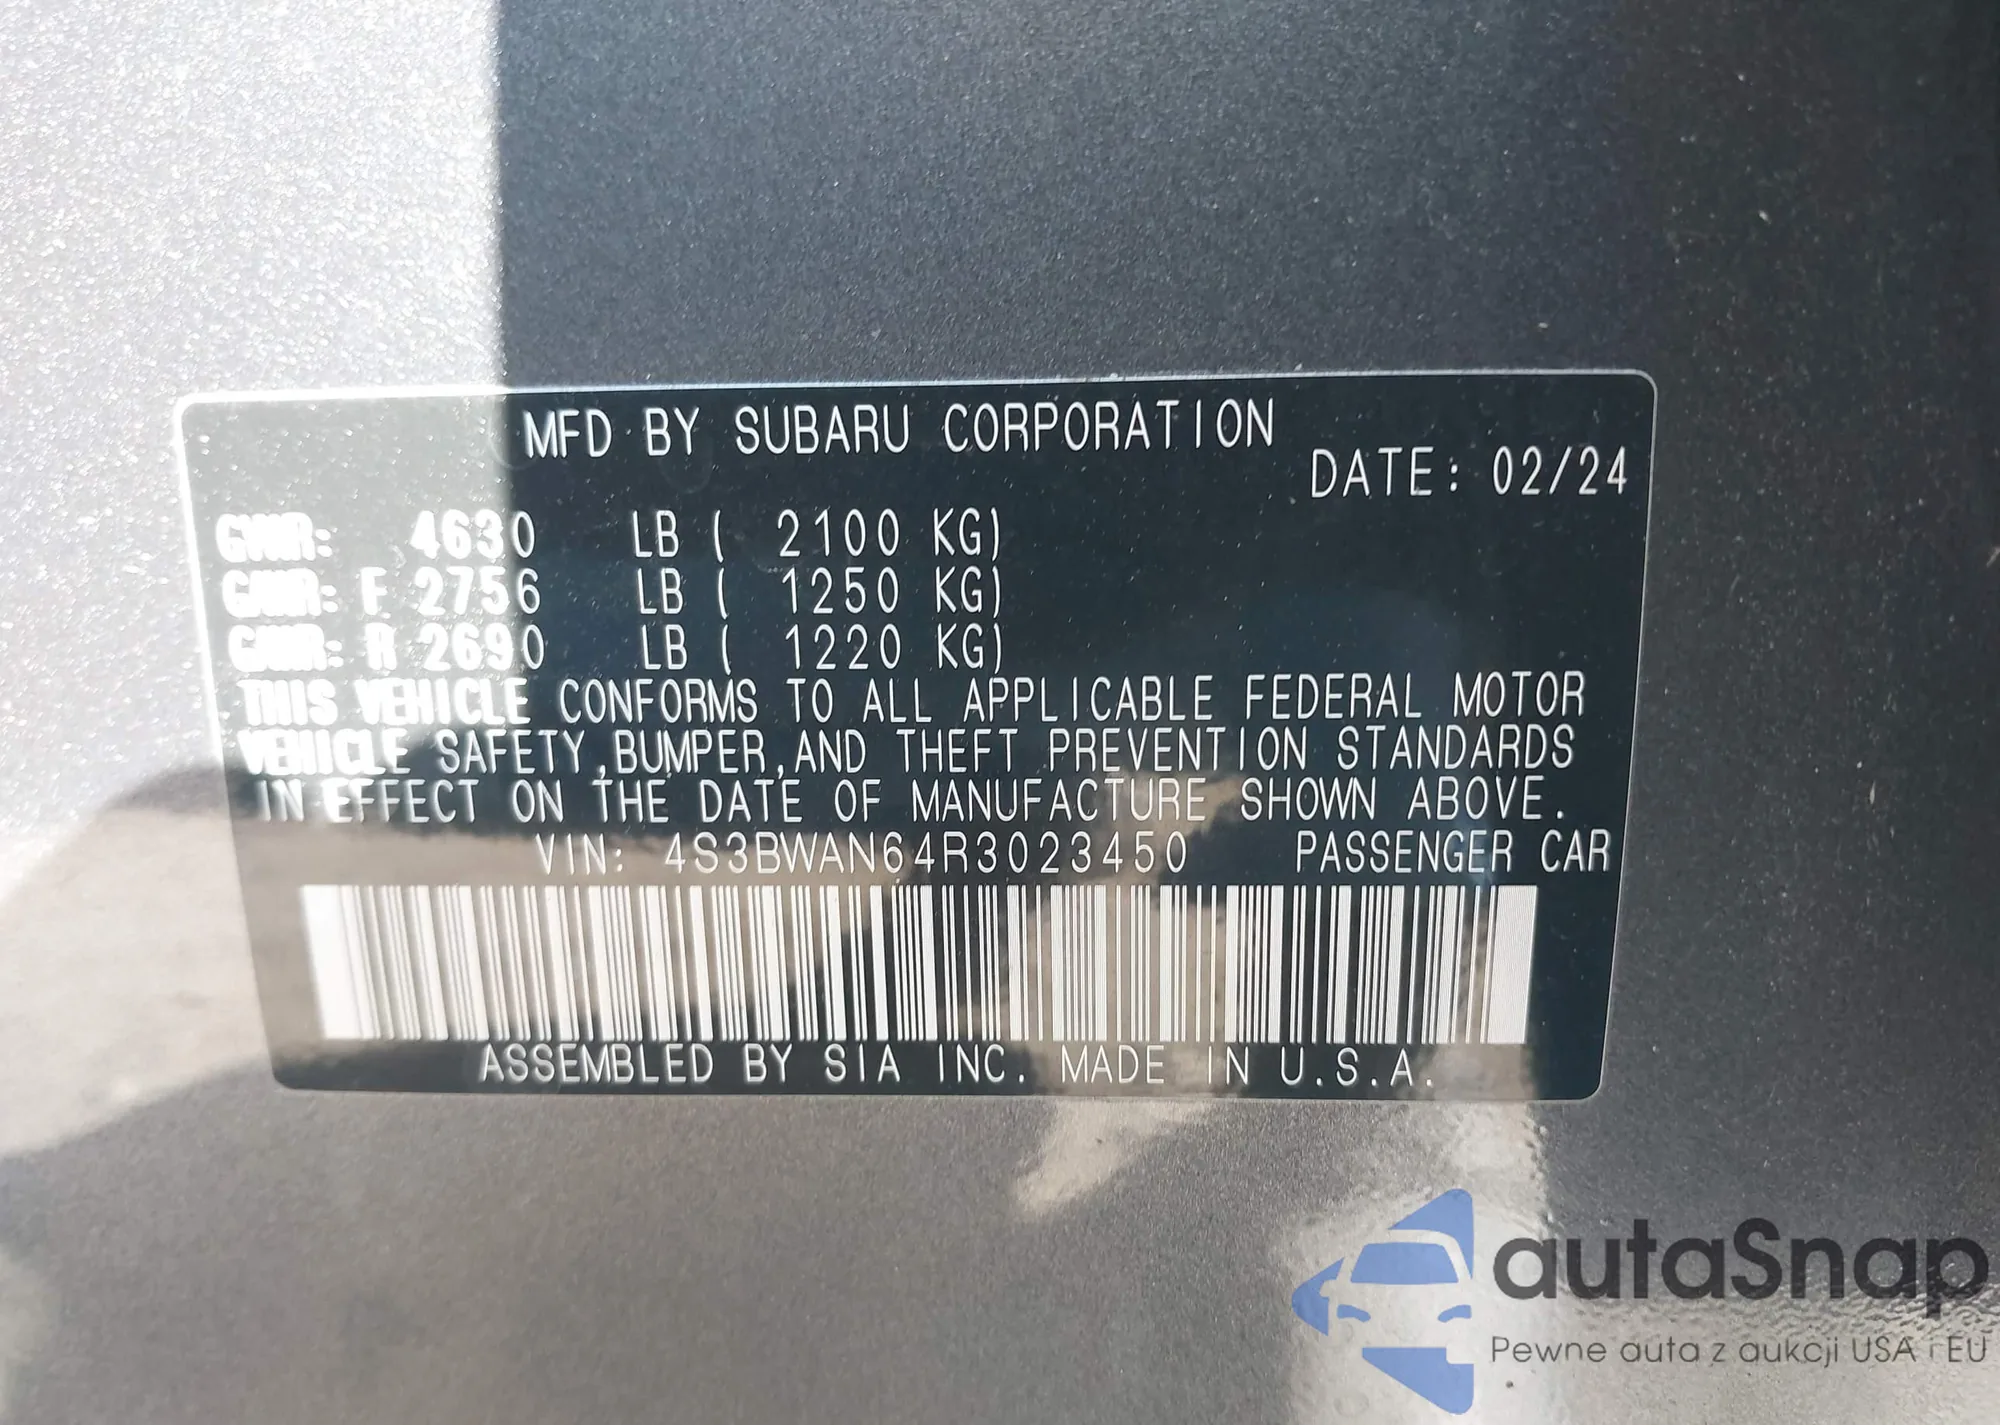 MFD BY SUBARU CORPORATION
DATE: 02/24
GVWR: 4630 LB ( 2100 KG)
GAWR: F 2756 LB ( 1250 KG)
GAWR: R 2690 LB ( 1220 KG)
THIS VEHICLE CONFORMS TO ALL APPLICABLE FEDERAL MOTOR
VEHICLE SAFETY,BUMPER,AND THEFT PREVENTION STANDARDS
IN EFFECT ON THE DATE OF MANUFACTURE SHOWN ABOVE.
VIN: 4S3BWAN64R3023450 PASSENGER CAR
ASSEMBLED BY SIA INC. MADE IN U.S.A.
autaSnap
Pewne auta z aukcji USA i EU